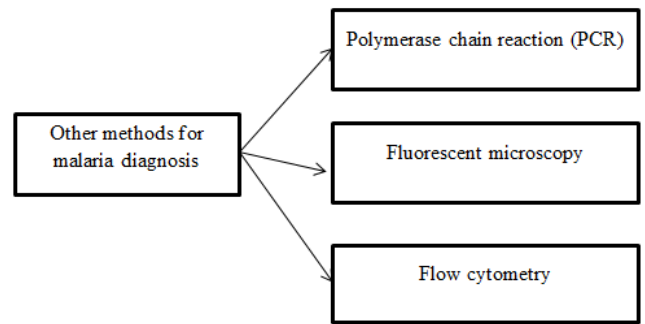 Other methods for
malaria diagnosis
Polymerase chain reaction (PCR)
Fluorescent microscopy
Flow cytometry